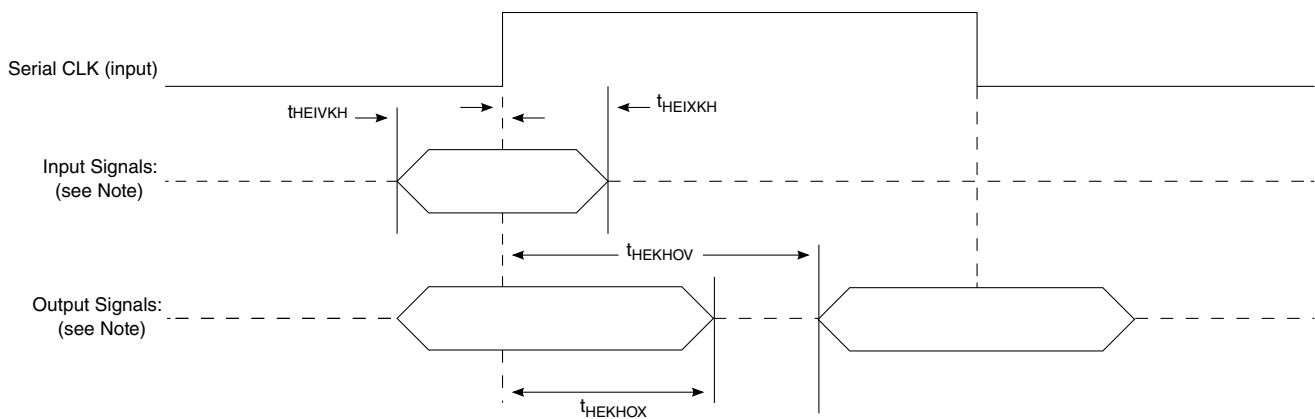 Serial CLK (input)
tHEIVKH
tHEIXKH
Input Signals:
(see Note)
tHEKHOV
Output Signals:
(see Note)
tHEKHOX